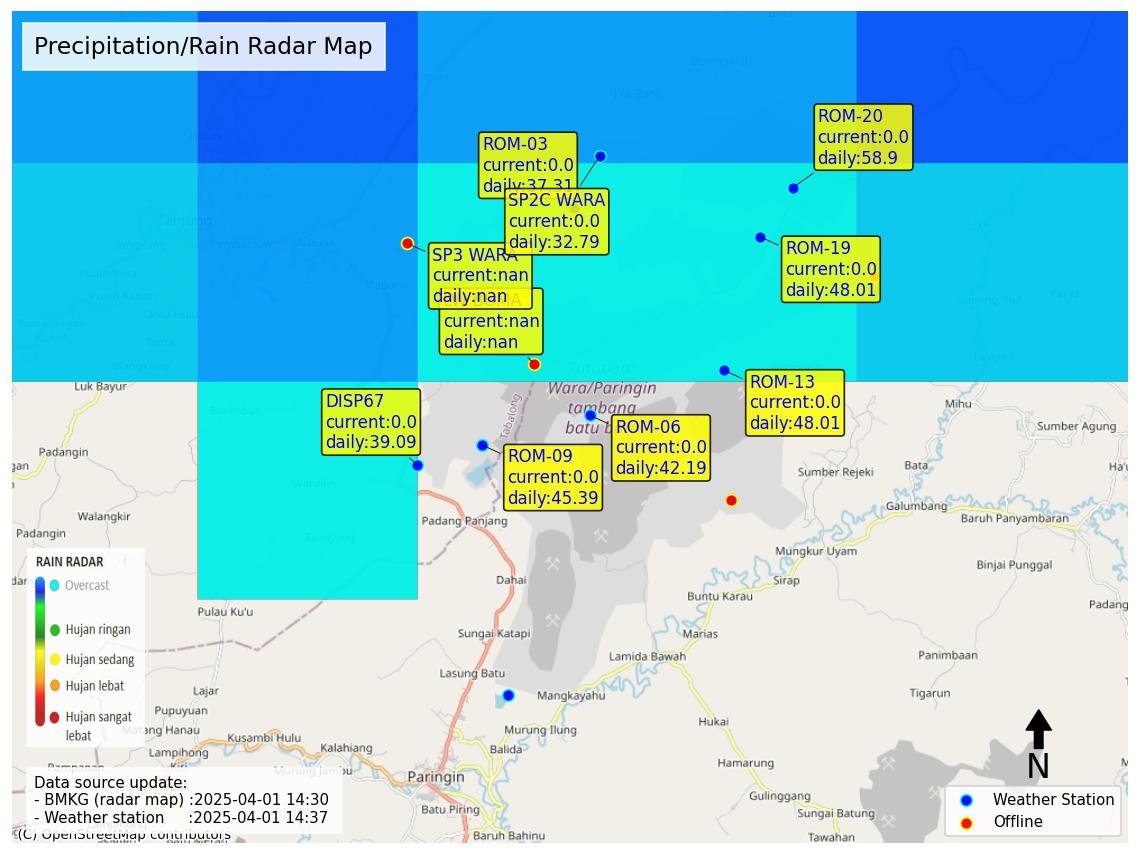 Precipitation/Rain Radar Map
ROM-20
current:0.0
daily:58.9
ROM-03
current:0.0
daily:37.31
SP2C WARA
current:0.0
daily:32.79
ROM-19
current:0.0
daily:48.01
SP3 WARA
current:nan
daily:nan
current:nan
daily:nan
Tanjung
Luk Bayur
Wara/Paringin
tambang
batu b
Tabalong
ROM-13
current:0.0
daily:48.01
DISP67
current:0.0
daily:39.09
ROM-06
current:0.0
daily:42.19
ROM-09
current:0.0
daily:45.39
Mihu
Sumber Agung
Hau'u
Padangin
Bata
Sumber Rejeki
Galumbang
Baruh Panyambaran
Walangkir
Padangin
Padang Panjang
Mungkur Uyam
Binjai Punggal
Dahai
Sirap
Buntu Karau
Padang
Pulau Ku'u
Sungai Katapi
Marias
Lamida Bawah
Panimbaan
Lasung Batu
Lajar
Mangkayahu
Tigarun
Pupuyuan
Hukai
Matang Hanau
Murung Ilung
Kusambi Hulu
Lampihong
Kalahiang
Balida
Hamarung
Murung Jambu
Paringin
Gulinggang
Batu Piring
Sungai Batung
Baruh Bahinu
Tawahan
RAIN RADAR
Overcast
Hujan ringan
Hujan sedang
Hujan lebat
Hujan sangat
lebat
Data source update:
- BMKG (radar map) :2025-04-01 14:30
- Weather station :2025-04-01 14:37
(C) OpenStreetMap contributors
N
Weather Station
Offline